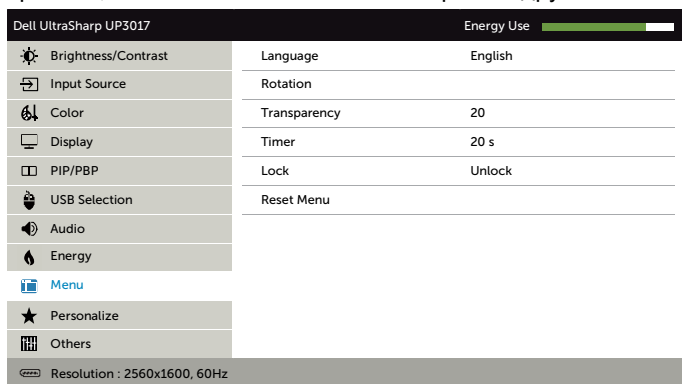 Dell UltraSharp UP3017
Energy Use
Brightness/Contrast
Language English
Input Source
Rotation
Color
Transparency 20
Display
Timer 20 s
PIP/PBP
Lock Unlock
USB Selection
Reset Menu
Audio
Energy
Menu
Personalize
Others
Resolution : 2560x1600, 60Hz